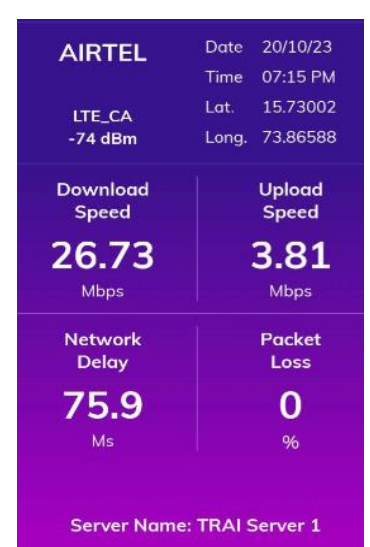 AIRTEL
LTE_CA
-74 dBm
Date 20/10/23
Time 07:15 PM
Lat. 15.73002
Long. 73.86588
Download
Speed
26.73
Mbps
Upload
Speed
3.81
Mbps
Network
Delay
75.9
Ms
Packet
Loss
0
%
Server Name: TRAI Server 1